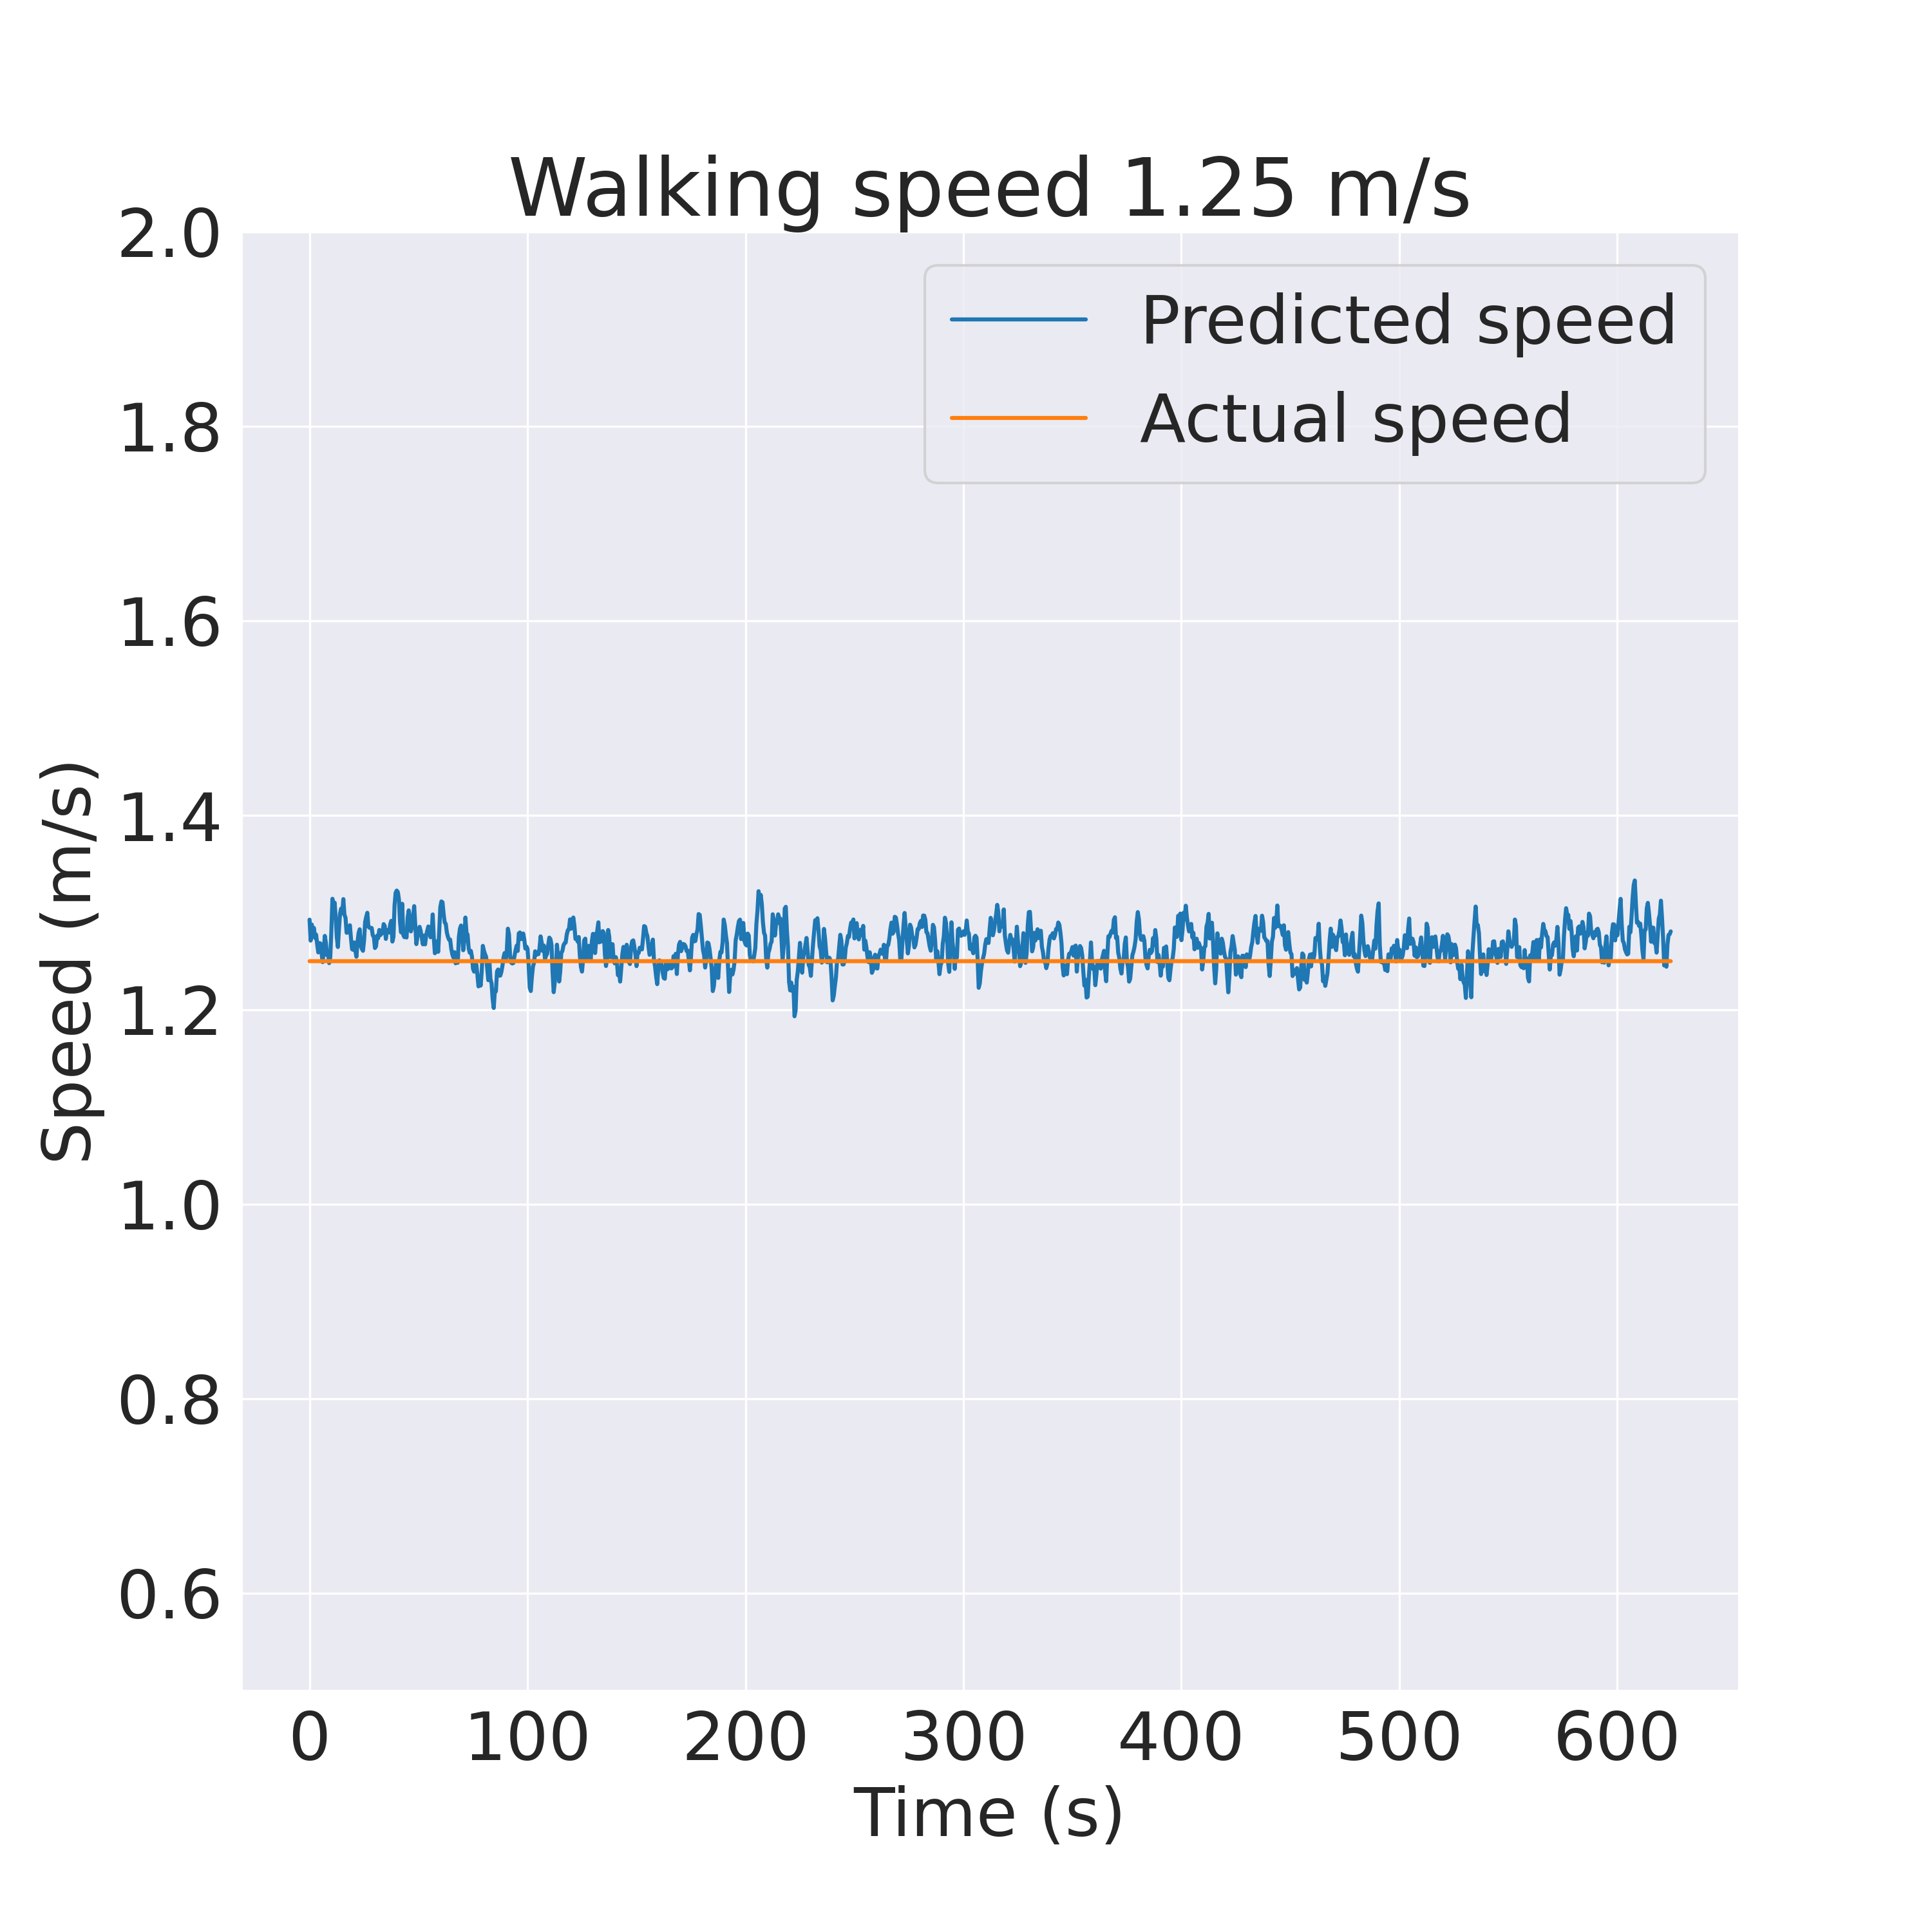 Walking speed 1.25 m/s
Predicted speed
Actual speed
2.0
1.8
1.6
1.4
1.2
1.0
0.8
0.6
Speed (m/s)
0 100 200 300 400 500 600
Time (s)